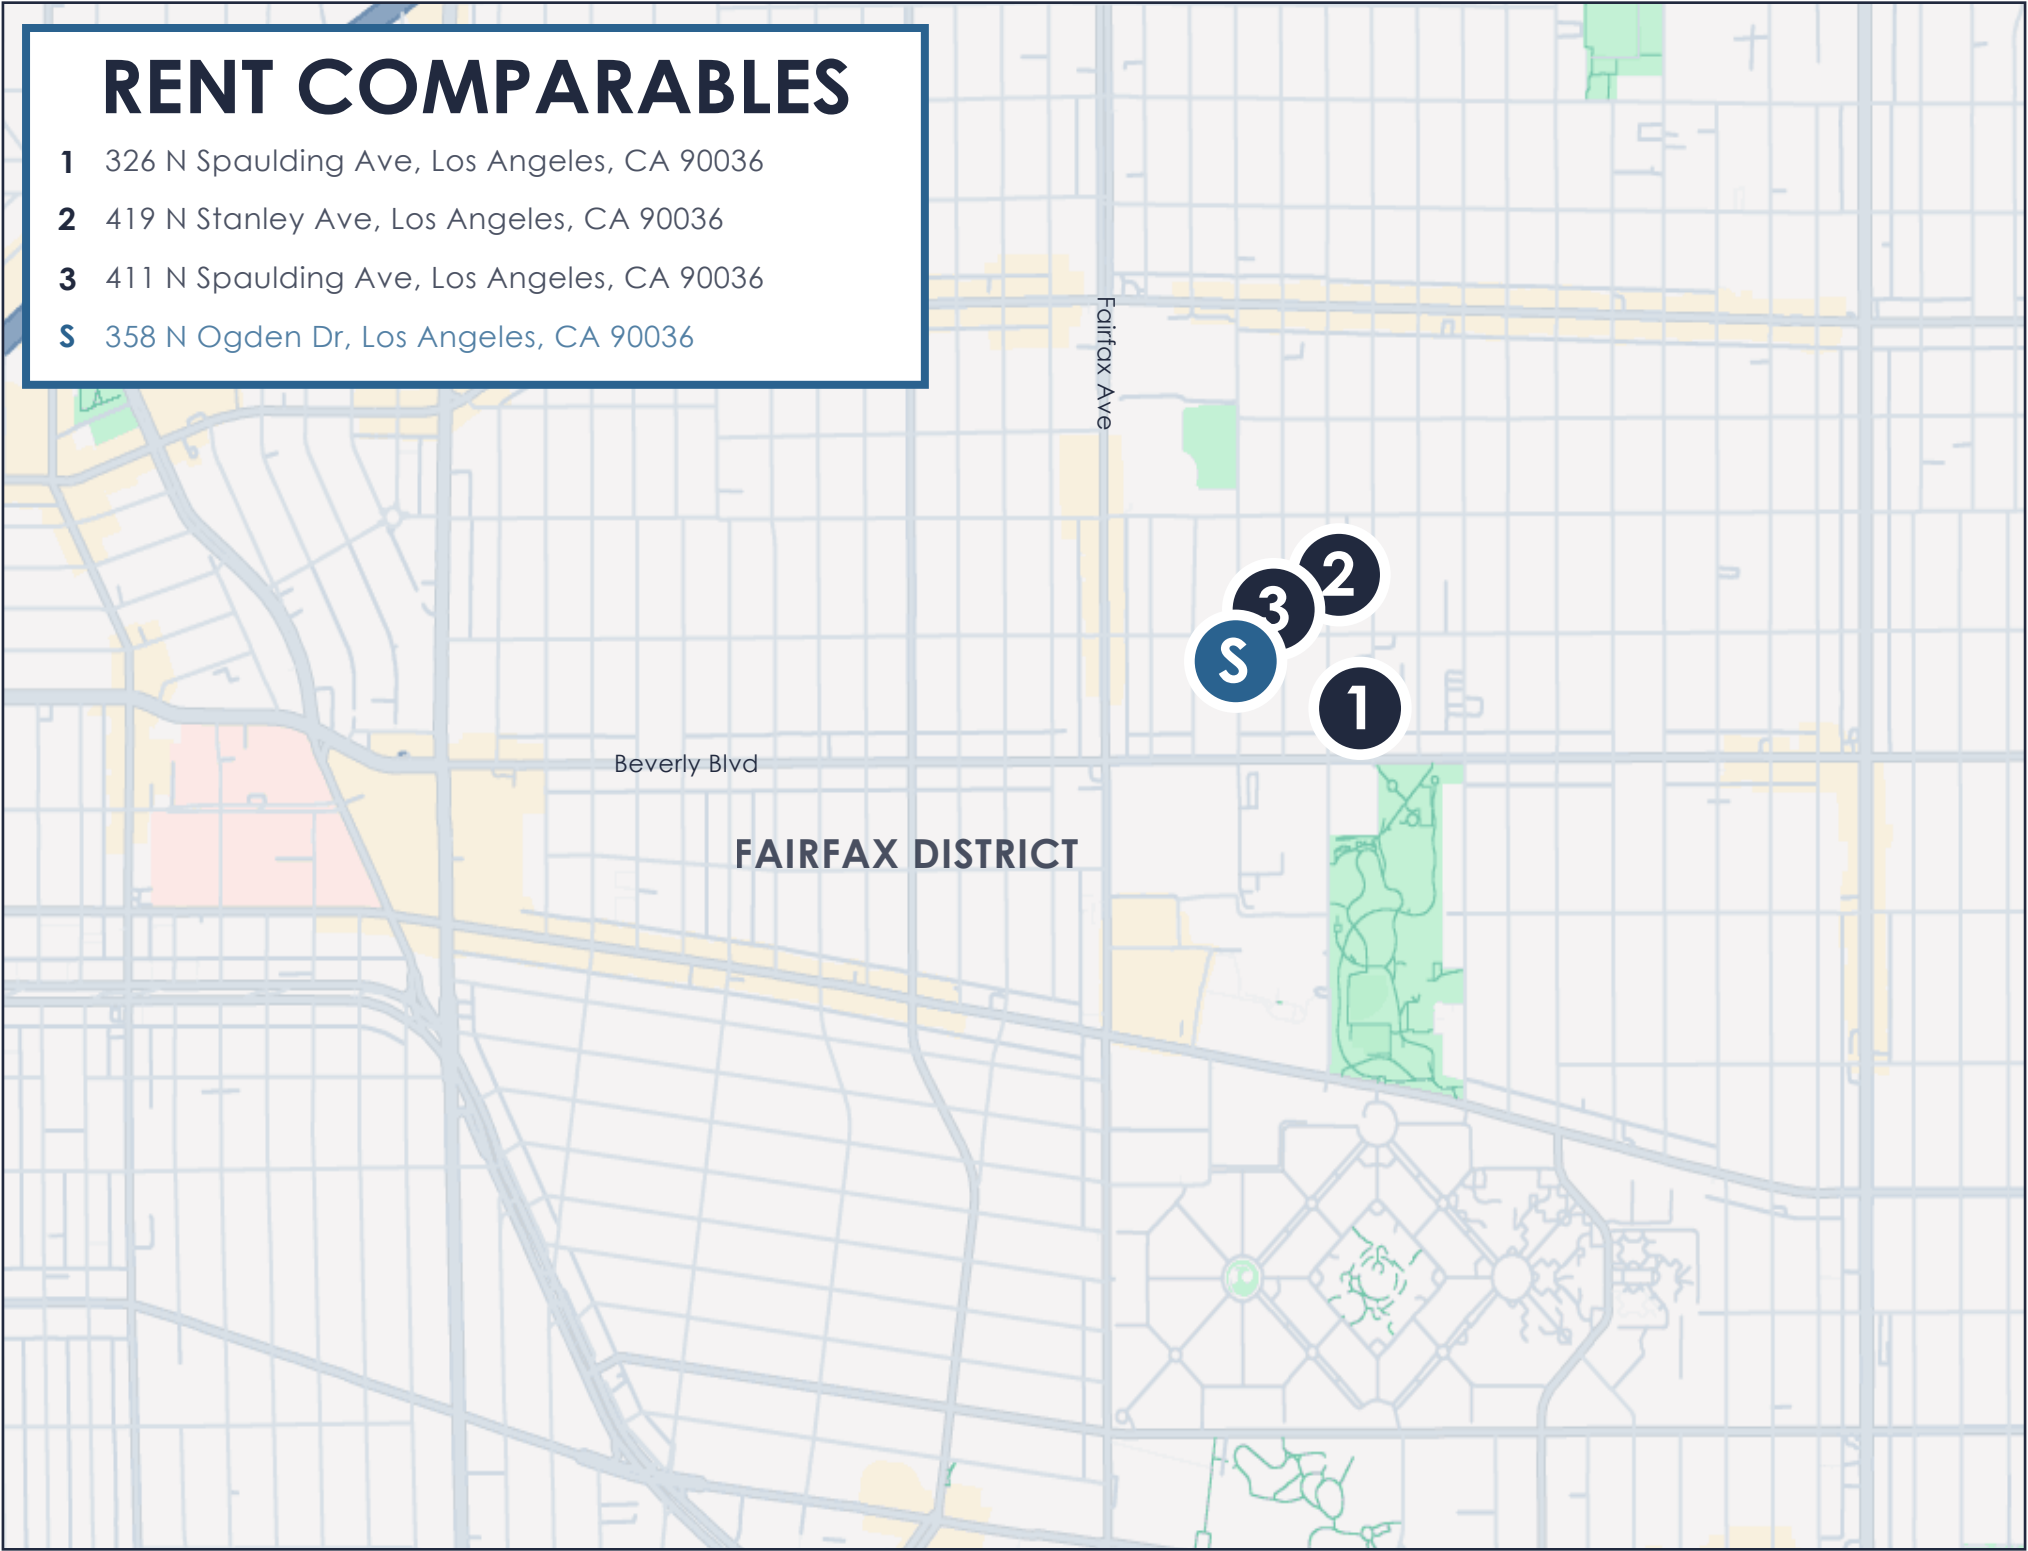 RENT COMPARABLES
1 326 N Spaulding Ave, Los Angeles, CA 90036
2 419 N Stanley Ave, Los Angeles, CA 90036
3 411 N Spaulding Ave, Los Angeles, CA 90036
S 358 N Ogden Dr, Los Angeles, CA 90036
Fairfax Ave
2
3
S
1
Beverly Blvd
FAIRFAX DISTRICT